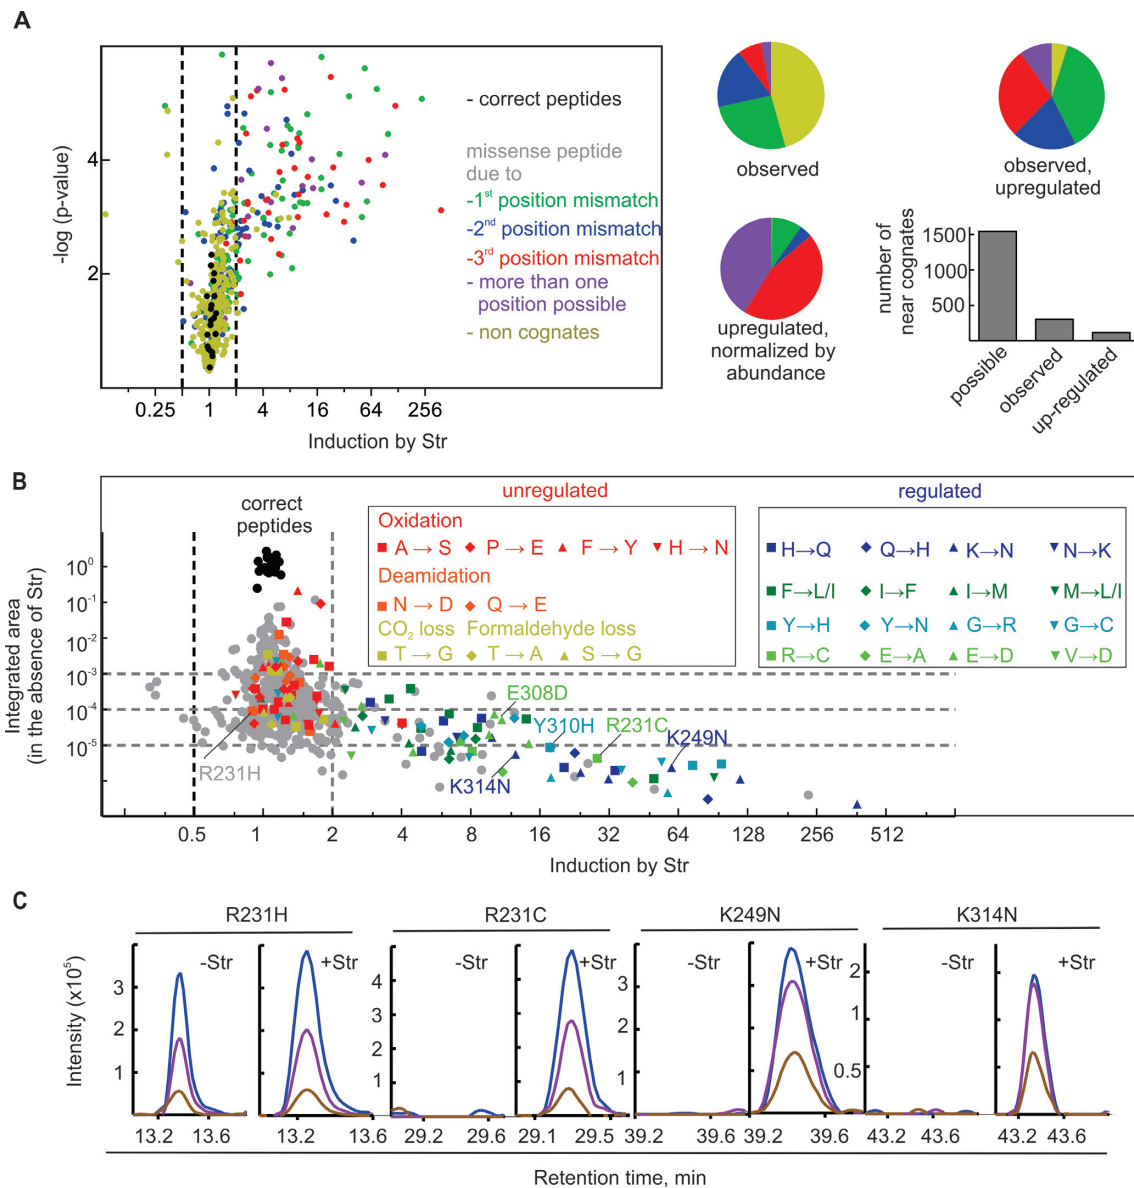 A
-log (p-value)
4
2
0.25 1 4 16 64 256
Induction by Str
- correct peptides
missense peptide
due to
-1st position mismatch
-2nd position mismatch
-3rd position mismatch
- more than one
position possible
- non cognates
observed
observed,
upregulated
upregulated,
normalized by
abundance
number of
near cognates
1500
1000
500
possible
observed
up-regulated
B
Integrated area
(in the absence of Str)
10^0
10^-1
10^-2
10^-3
10^-4
10^-5
correct
peptides
unregulated
Oxidation
A → S P → E F → Y H → N
Deamidation
N → D Q → E
CO2 loss Formaldehyde loss
T → G T → A S → G
regulated
H→Q Q→H K→N N→K
F→L/I I→F I→M M→L/I
Y→H Y→N G→R G→C
R→C E→A E→D V→D
E308D
Y310H
R231C
K249N
K314N
R231H
0.5 1 2 4 8 16 32 64 128 256 512
Induction by Str
C
R231H R231C K249N K314N
-Str +Str -Str +Str -Str +Str -Str +Str
Intensity (x10^5)
3
2
1
5
4
3
2
1
3
2
1
2
1
0.5
13.2 13.6 13.2 13.6 29.2 29.6 29.1 29.5 39.2 39.6 39.2 39.6 43.2 43.6 43.2 43.6
Retention time, min